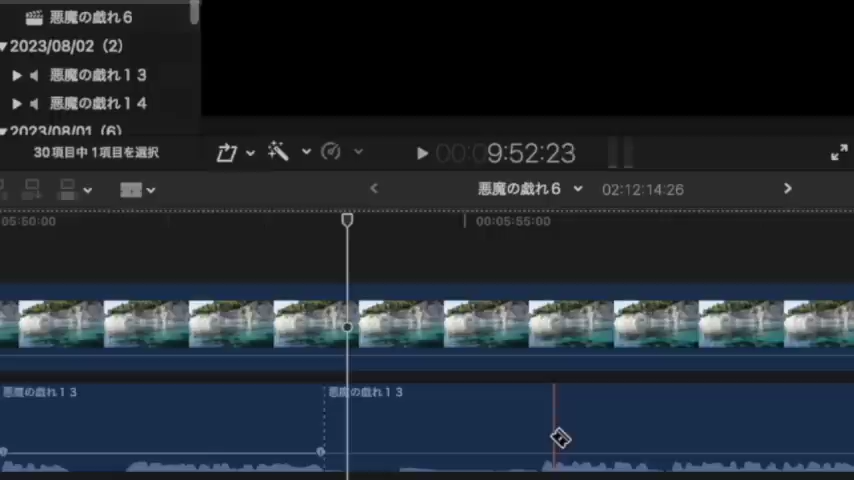 悪魔の戯れ６
2023/08/02（2）
悪魔の戯れ１３
悪魔の戯れ１４
2023/08/01（6）
30項目中 1項目を選択
00:09:52:23
悪魔の戯れ６
02:12:14:26
05:50:00
00:05:55:00
悪魔の戯れ１３
悪魔の戯れ１３